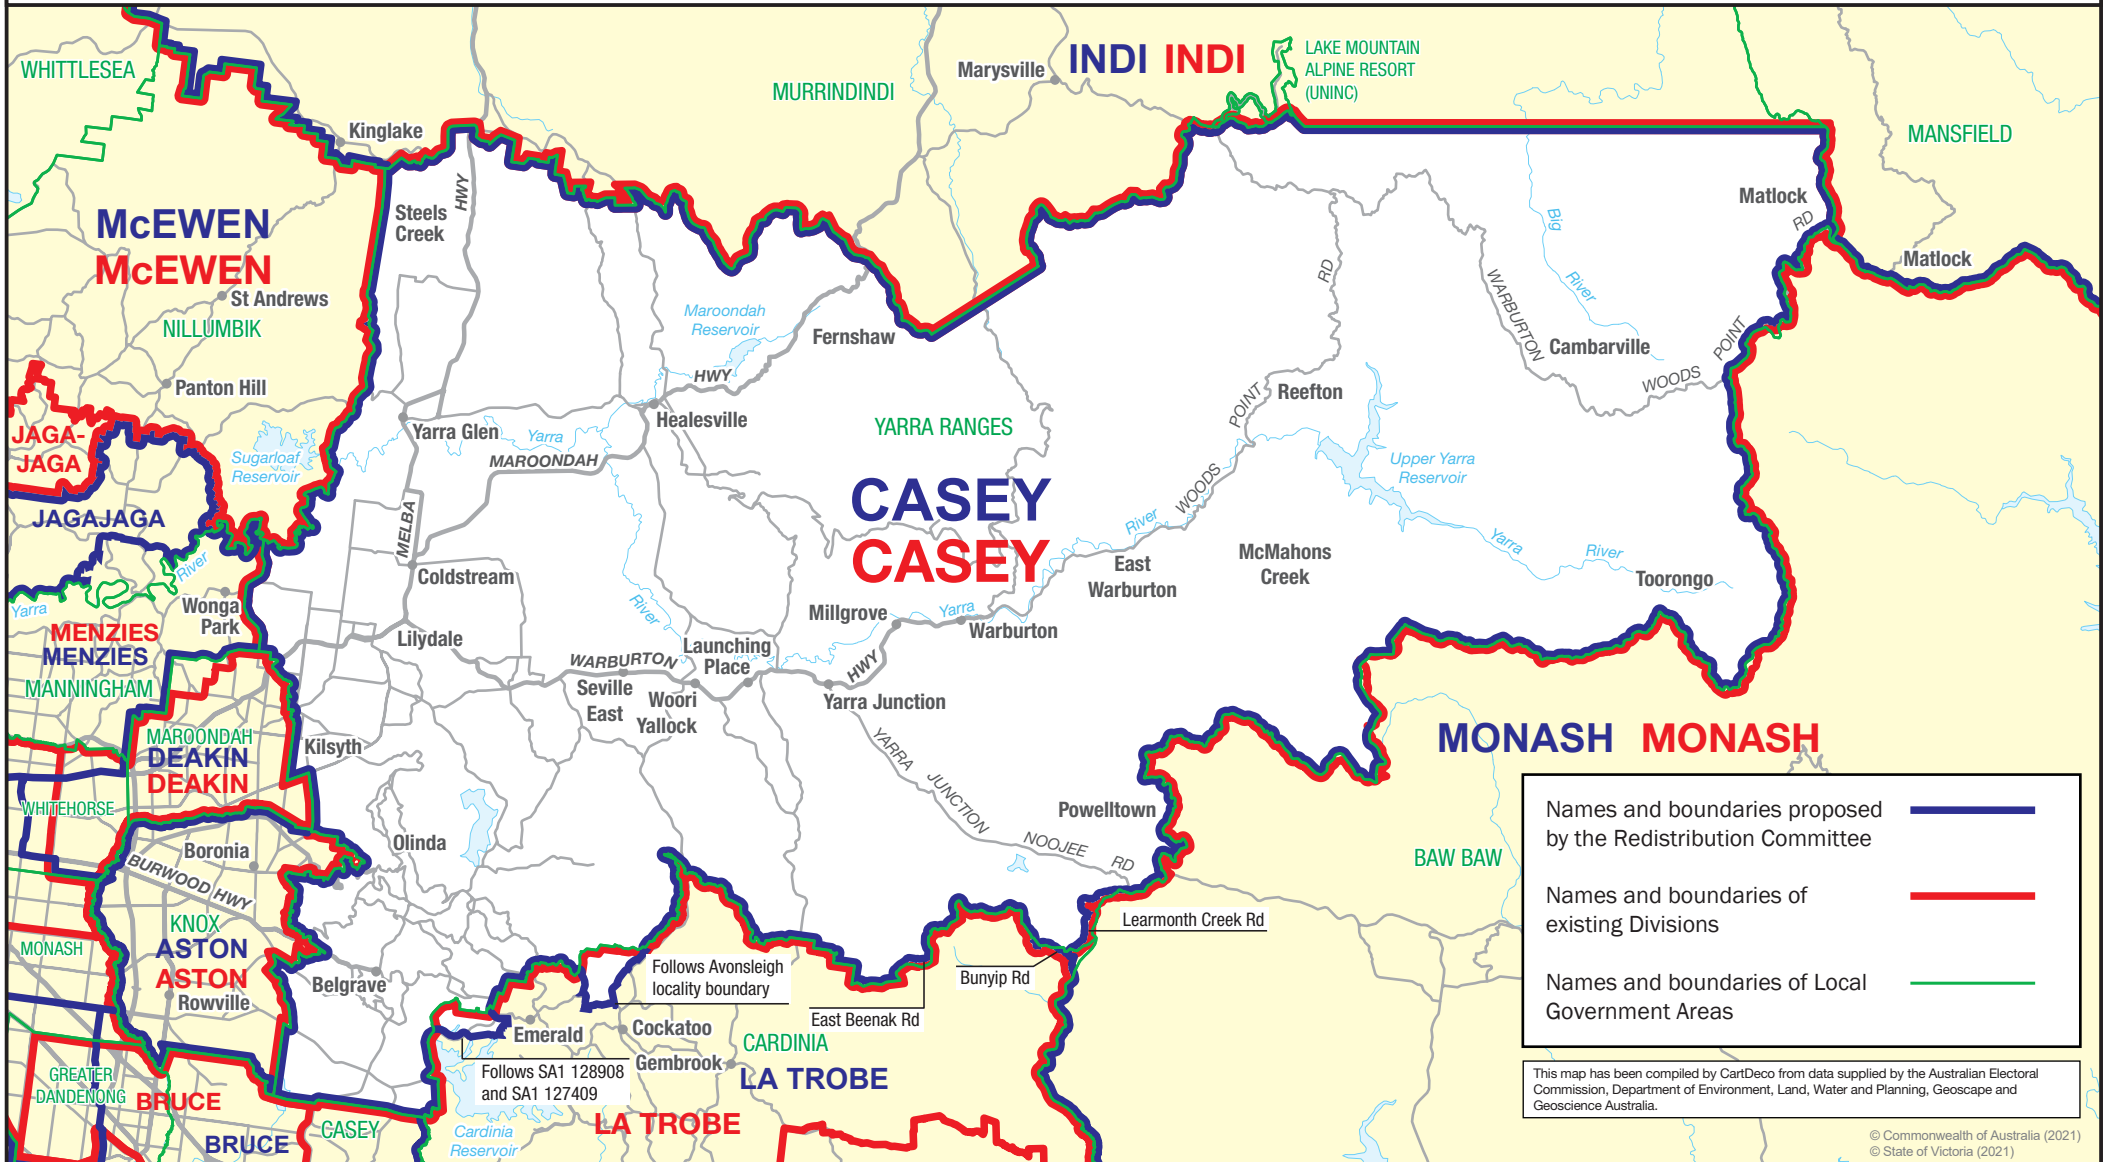 WHITTLESEA
MURRINDINDI
Marysville
INDI INDI
LAKE MOUNTAIN
ALPINE RESORT
(UNINC)
MANSFIELD
Kinglake
McEWEN
McEWEN
Steels
Creek
HWY
Matlock
RD
Matlock
St Andrews
NILLUMBIK
Panton Hill
Maroondah
Reservoir
Fernshaw
HWY
RD
Big
River
WARBURTON
Cambarville
WOODS
POINT
JAGA-
JAGA
Sugarloaf
Reservoir
Yarra Glen
Yarra
MAROONDAH
Healesville
YARRA RANGES
POINT
Reefton
JAGAJAGA
River
Yarra
MELBA
CASEY
CASEY
River
WOODS
Upper Yarra
Reservoir
Yarra
River
Toorongo
Coldstream
River
East
Warburton
McMahons
Creek
Wonga
Park
MENZIES
MENZIES
MANNINGHAM
Lilydale
Millgrove
Yarra
Warburton
Launching
Place
WARBURTON
HWY
Seville
East
Woori
Yallock
Yarra Junction
MAROONDAH
DEAKIN
DEAKIN
Kilsyth
YARRA
JUNCTION
NOOJEE
RD
Powelltown
MONASH MONASH
WHITEHORSE
Boronia
BURWOOD HWY
Olinda
BAW BAW
KNOX
ASTON
ASTON
Rowville
MONASH
Belgrave
Learmonth Creek Rd
Bunyip Rd
Follows Avonsleigh
locality boundary
East Beenak Rd
Emerald
Cockatoo
Gembrook
CARDINIA
LA TROBE
LA TROBE
Follows SA1 128908
and SA1 127409
GREATER
DANDENONG
BRUCE
BRUCE
CASEY
Cardinia
Reservoir
Names and boundaries proposed
by the Redistribution Committee
Names and boundaries of
existing Divisions
Names and boundaries of Local
Government Areas
This map has been compiled by CartDeco from data supplied by the Australian Electoral
Commission, Department of Environment, Land, Water and Planning, Geoscape and
Geoscience Australia.
© Commonwealth of Australia (2021)
© State of Victoria (2021)